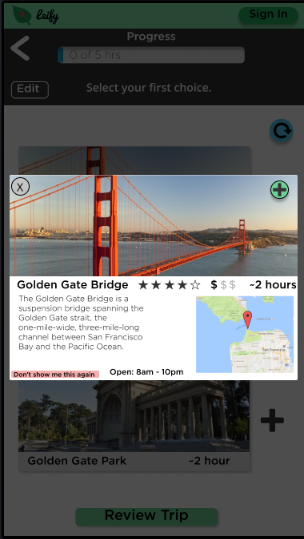 leify
Sign In
Progress
0 of 5 hrs
Edit
Select your first choice.
X
Golden Gate Bridge ★★★★☆ $ $$ ~2 hours
The Golden Gate Bridge is a
suspension bridge spanning the
Golden Gate strait, the
one-mile-wide, three-mile-long
channel between San Francisco
Bay and the Pacific Ocean.
San Francisco
Don't show me this again
Open: 8am - 10pm
Golden Gate Park ~2 hour
Review Trip